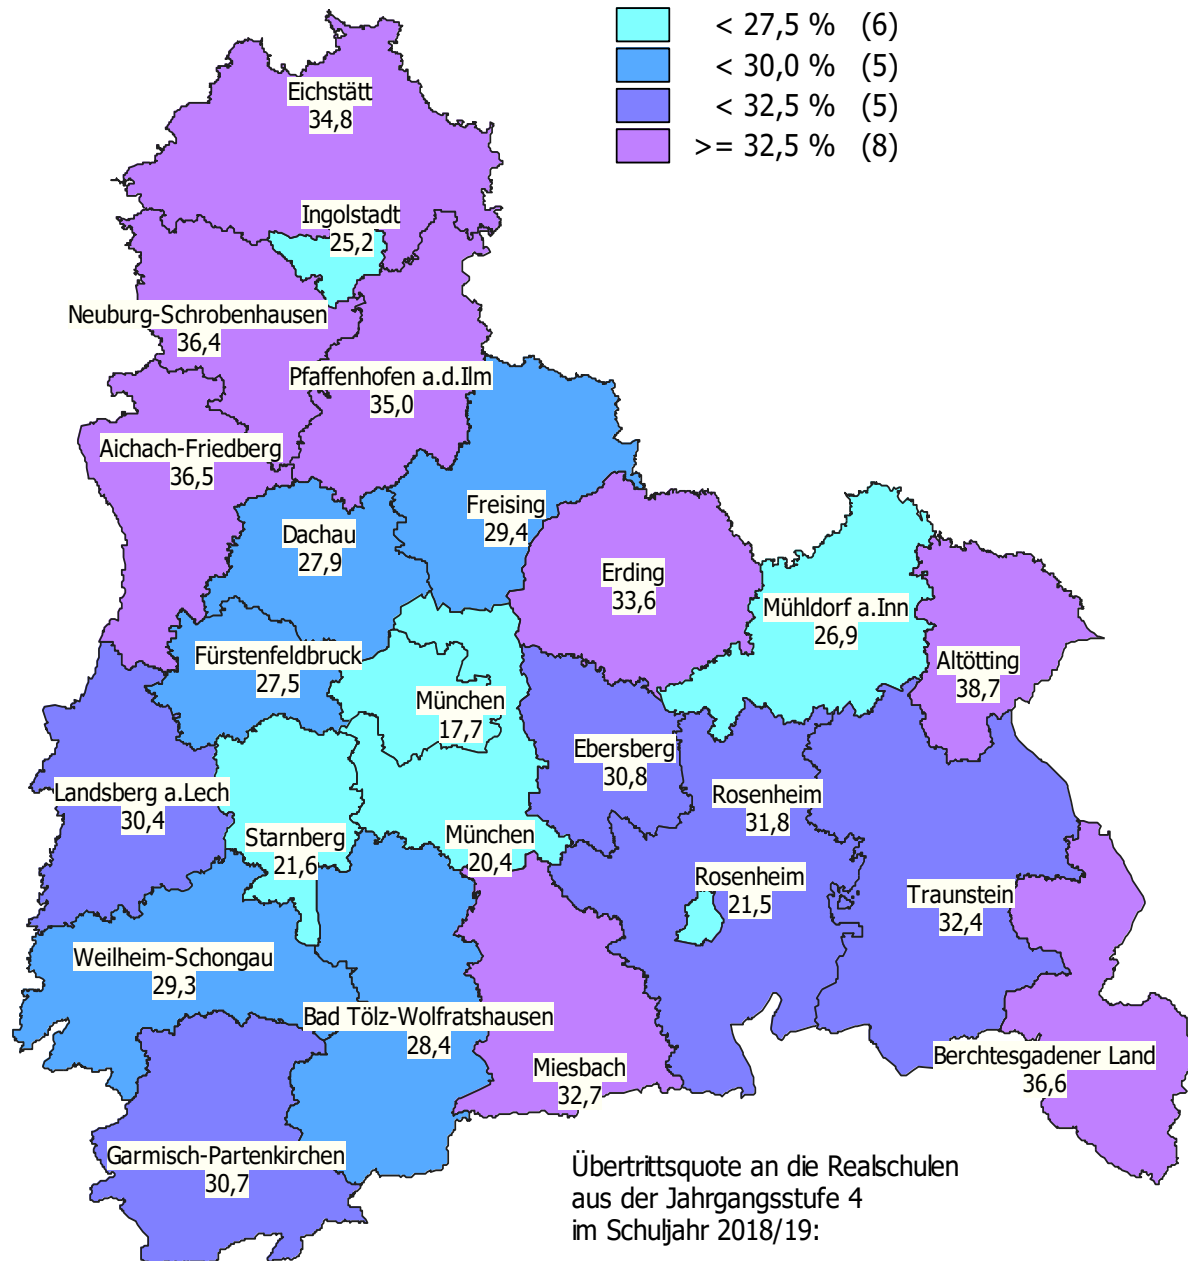 < 27,5 % (6)
< 30,0 % (5)
< 32,5 % (5)
>= 32,5 % (8)
Eichstätt
34,8
Ingolstadt
25,2
Neuburg-Schrobenhausen
36,4
Pfaffenhofen a.d.Ilm
35,0
Aichach-Friedberg
36,5
Freising
29,4
Dachau
27,9
Erding
33,6
Mühldorf a.Inn
26,9
Altötting
38,7
Fürstenfeldbruck
27,5
München
17,7
Ebersberg
30,8
Landsberg a.Lech
30,4
Rosenheim
31,8
Starnberg
21,6
München
20,4
Rosenheim
21,5
Traunstein
32,4
Weilheim-Schongau
29,3
Bad Tölz-Wolfratshausen
28,4
Miesbach
32,7
Berchtesgadener Land
36,6
Garmisch-Partenkirchen
30,7
Übertrittsquote an die Realschulen
aus der Jahrgangsstufe 4
im Schuljahr 2018/19: